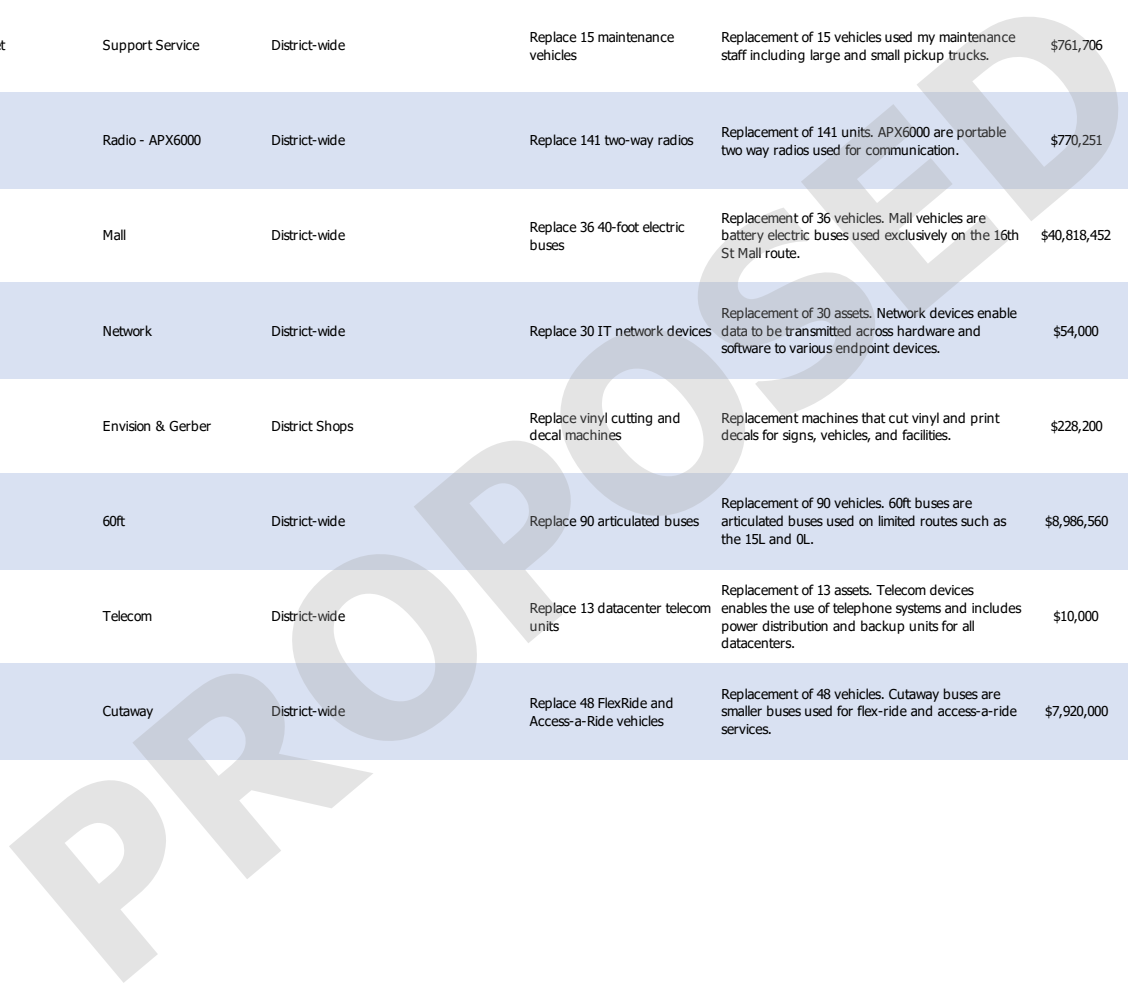 t Support Service District-wide Replace 15 maintenance Replacement of 15 vehicles used my maintenance $761,706
vehicles staff including large and small pickup trucks.
Radio - APX6000 District-wide Replace 141 two-way radios Replacement of 141 units. APX6000 are portable $770,251
two way radios used for communication.
Mall District-wide Replace 36 40-foot electric Replacement of 36 vehicles. Mall vehicles are $40,818,452
buses battery electric buses used exclusively on the 16th
St Mall route.
Network District-wide Replace 30 IT network devices Replacement of 30 assets. Network devices enable $54,000
data to be transmitted across hardware and
software to various endpoint devices.
Envision & Gerber District Shops Replace vinyl cutting and Replacement machines that cut vinyl and print $228,200
decal machines decals for signs, vehicles, and facilities.
60ft District-wide Replace 90 articulated buses Replacement of 90 vehicles. 60ft buses are $8,986,560
articulated buses used on limited routes such as
the 15L and 0L.
Telecom District-wide Replace 13 datacenter telecom Replacement of 13 assets. Telecom devices $10,000
units enables the use of telephone systems and includes
power distribution and backup units for all
datacenters.
Cutaway District-wide Replace 48 FlexRide and Replacement of 48 vehicles. Cutaway buses are $7,920,000
Access-a-Ride vehicles smaller buses used for flex-ride and access-a-ride
services.
PROPOSED